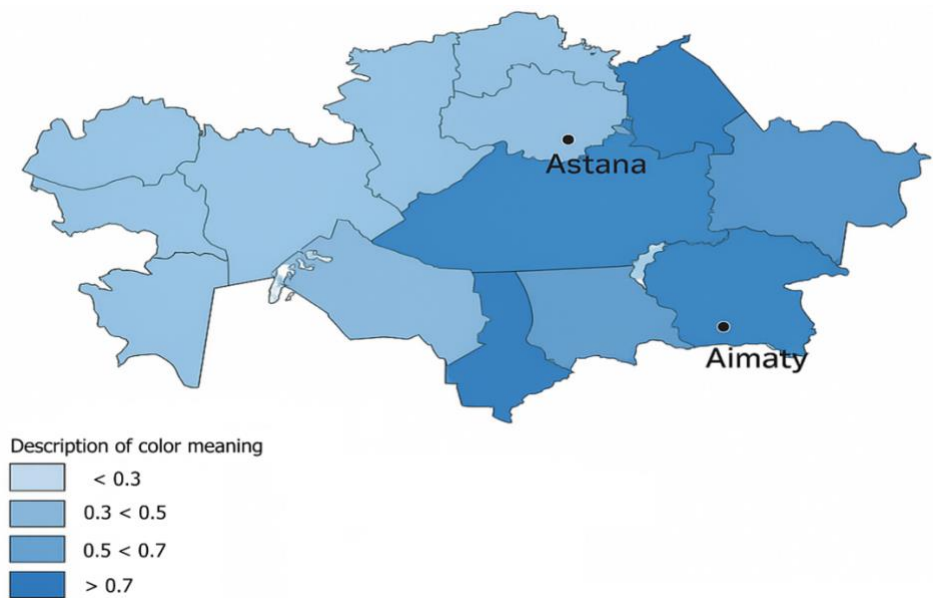 Astana
Aimaty
Description of color meaning
< 0.3
0.3 < 0.5
0.5 < 0.7
> 0.7